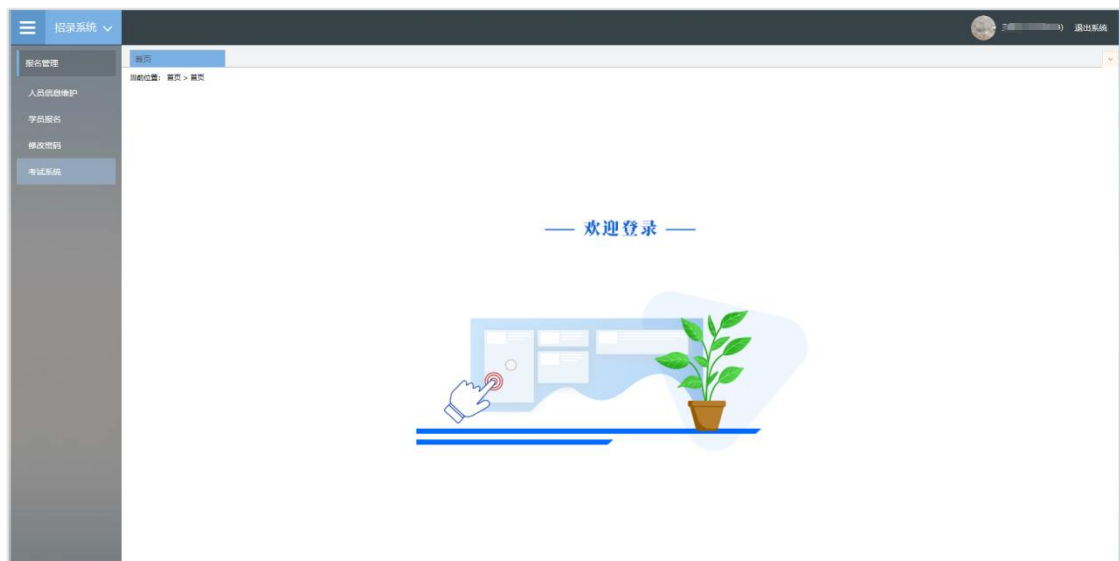 招录系统
退出系统
报名管理
首页
当前位置: 首页 > 首页
人员信息维护
学员报名
修改密码
考试系统
欢迎登录